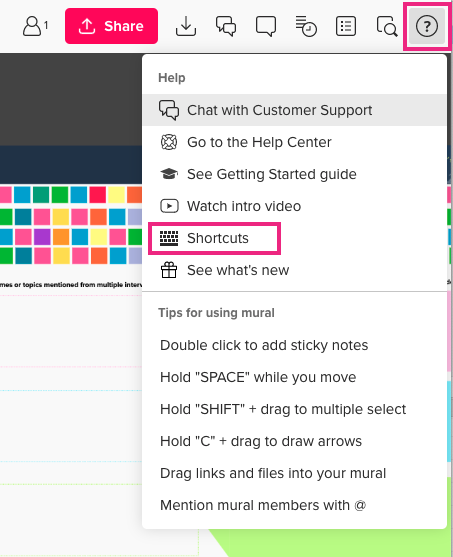 1
Share
?
Help
Chat with Customer Support
Go to the Help Center
See Getting Started guide
Watch intro video
Shortcuts
See what's new
mes or topics mentioned from multiple interv
Tips for using mural
Double click to add sticky notes
Hold "SPACE" while you move
Hold "SHIFT" + drag to multiple select
Hold "C" + drag to draw arrows
Drag links and files into your mural
Mention mural members with @